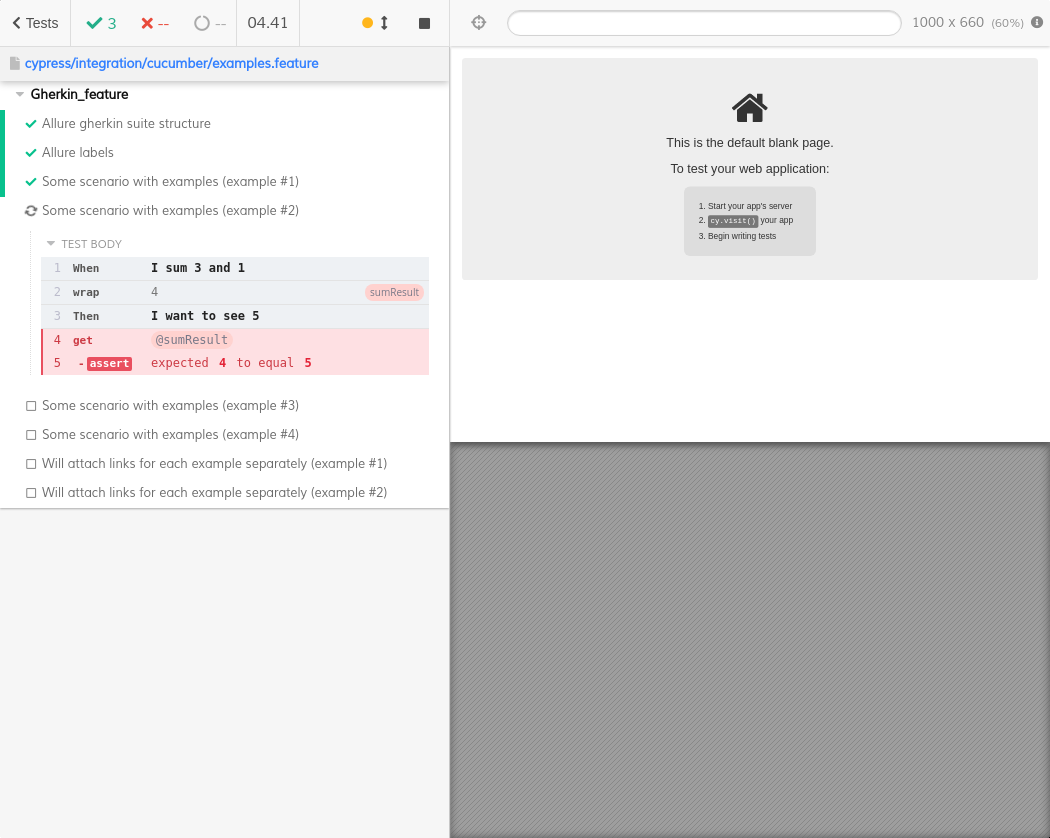 Tests
3
--
--
04.41
1000 x 660 (60%)
cypress/integration/cucumber/examples.feature
Gherkin_feature
Allure gherkin suite structure
Allure labels
Some scenario with examples (example #1)
Some scenario with examples (example #2)
TEST BODY
1 When I sum 3 and 1
2 wrap 4 sumResult
3 Then I want to see 5
4 get @sumResult
5 -assert expected 4 to equal 5
Some scenario with examples (example #3)
Some scenario with examples (example #4)
Will attach links for each example separately (example #1)
Will attach links for each example separately (example #2)
This is the default blank page.
To test your web application:
1. Start your app's server
2. cy.visit() your app
3. Begin writing tests